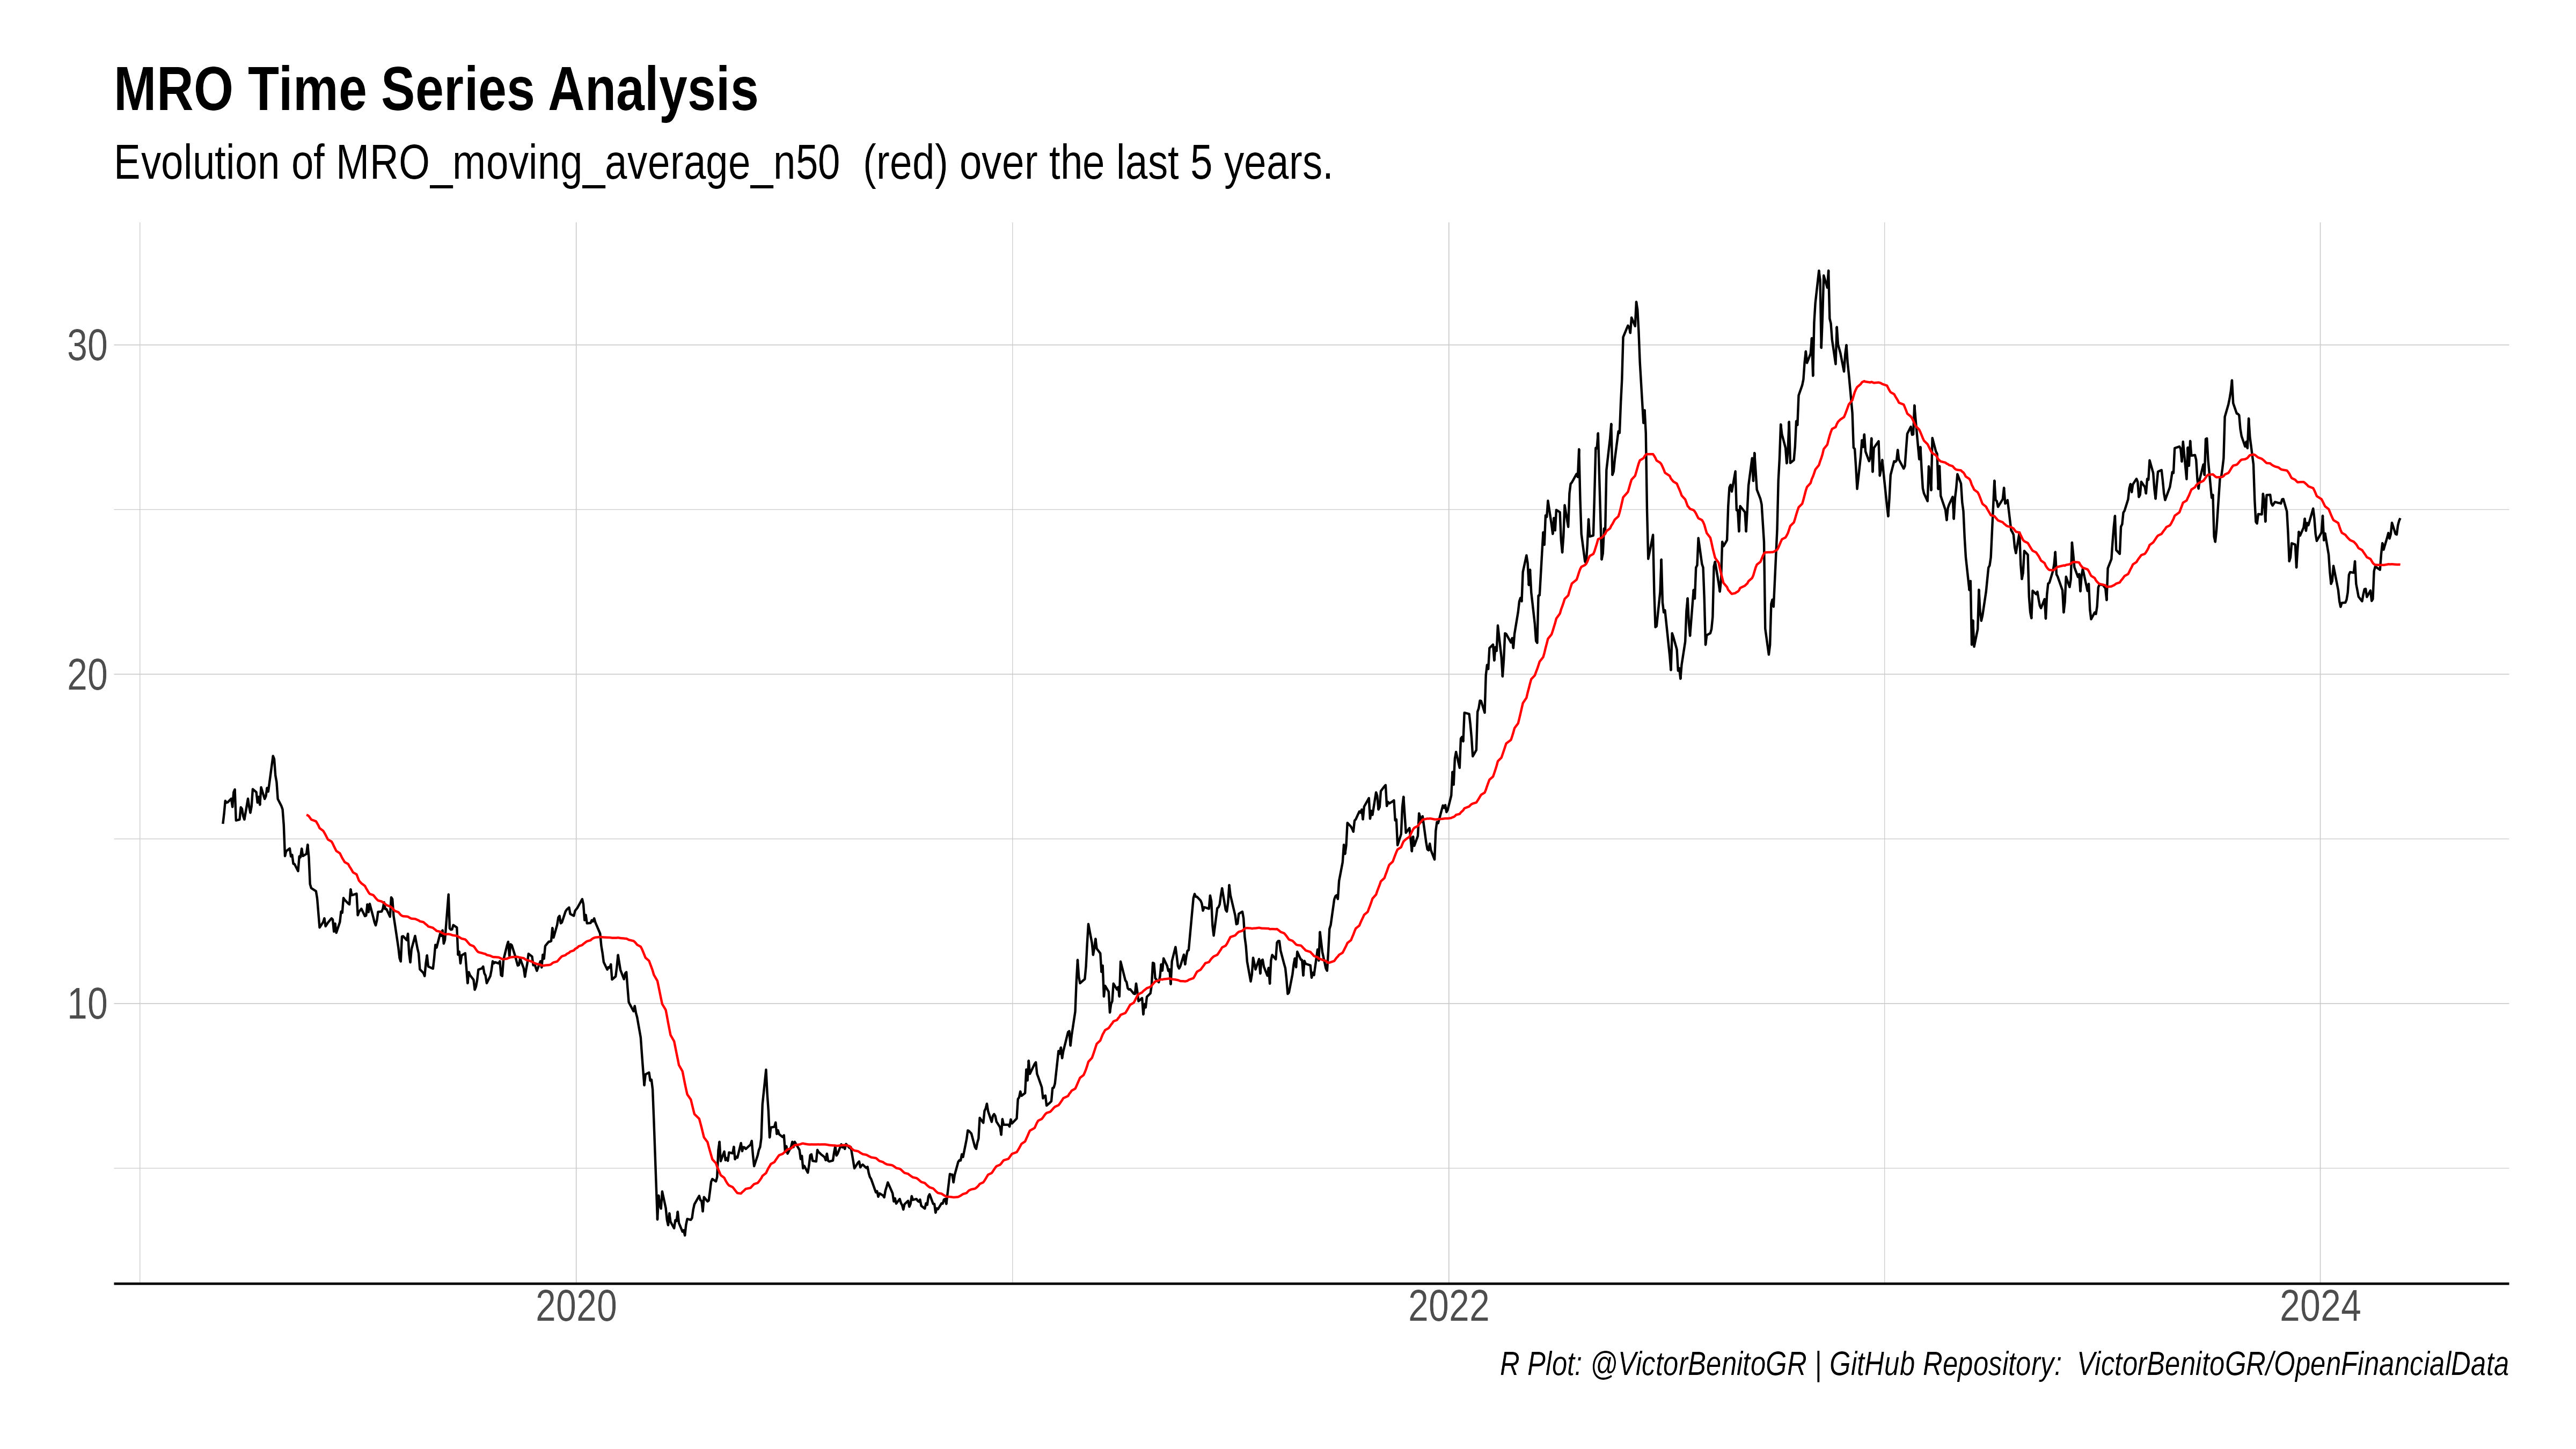 MRO Time Series Analysis
Evolution of MRO_moving_average_n50  (red) over the last 5 years.
30
20
10
2020
2022
2024
R Plot: @VictorBenitoGR | GitHub Repository:  VictorBenitoGR/OpenFinancialData